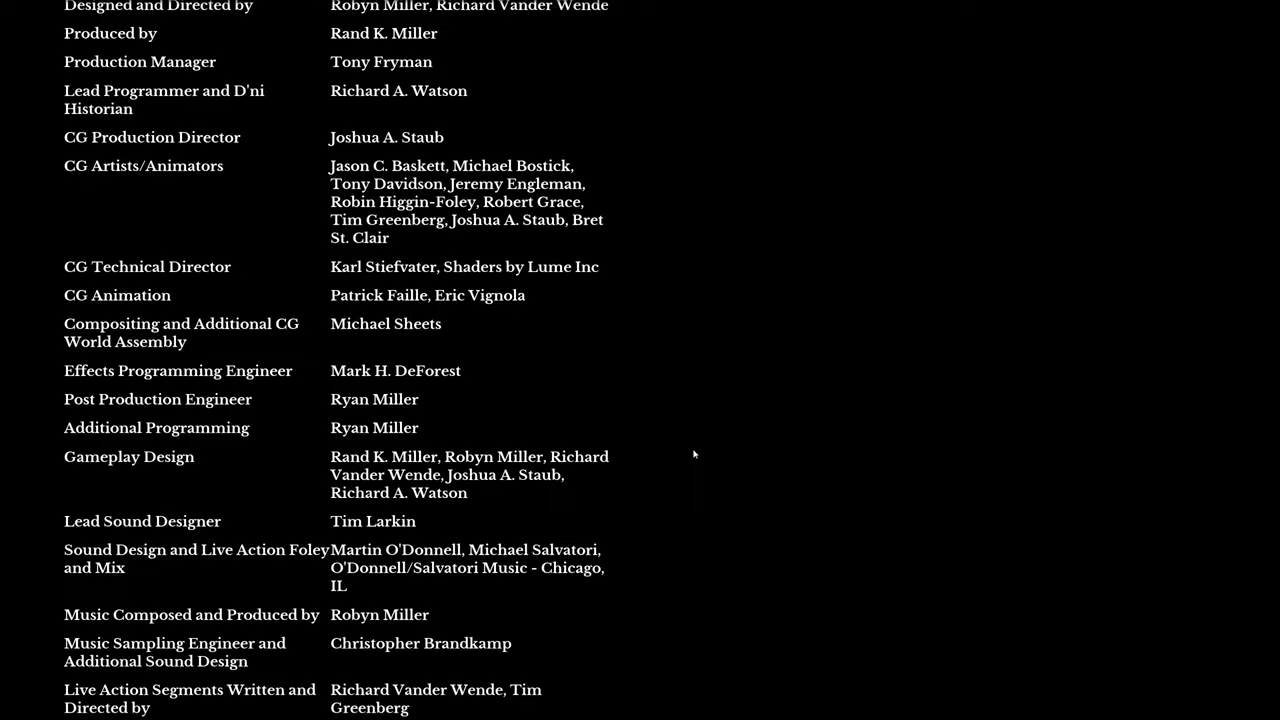 Designed and Directed by Robyn Miller, Richard Vander Wende
Produced by Rand K. Miller
Production Manager Tony Fryman
Lead Programmer and D'ni Richard A. Watson
Historian
CG Production Director Joshua A. Staub
CG Artists/Animators Jason C. Baskett, Michael Bostick,
Tony Davidson, Jeremy Engleman,
Robin Higgin-Foley, Robert Grace,
Tim Greenberg, Joshua A. Staub, Bret
St. Clair
CG Technical Director Karl Stiefvater, Shaders by Lume Inc
CG Animation Patrick Faille, Eric Vignola
Compositing and Additional CG Michael Sheets
World Assembly
Effects Programming Engineer Mark H. DeForest
Post Production Engineer Ryan Miller
Additional Programming Ryan Miller
Gameplay Design Rand K. Miller, Robyn Miller, Richard
Vander Wende, Joshua A. Staub,
Richard A. Watson
Lead Sound Designer Tim Larkin
Sound Design and Live Action Foley Martin O'Donnell, Michael Salvatori,
and Mix O'Donnell/Salvatori Music - Chicago,
IL
Music Composed and Produced by Robyn Miller
Music Sampling Engineer and Christopher Brandkamp
Additional Sound Design
Live Action Segments Written and Richard Vander Wende, Tim
Directed by Greenberg